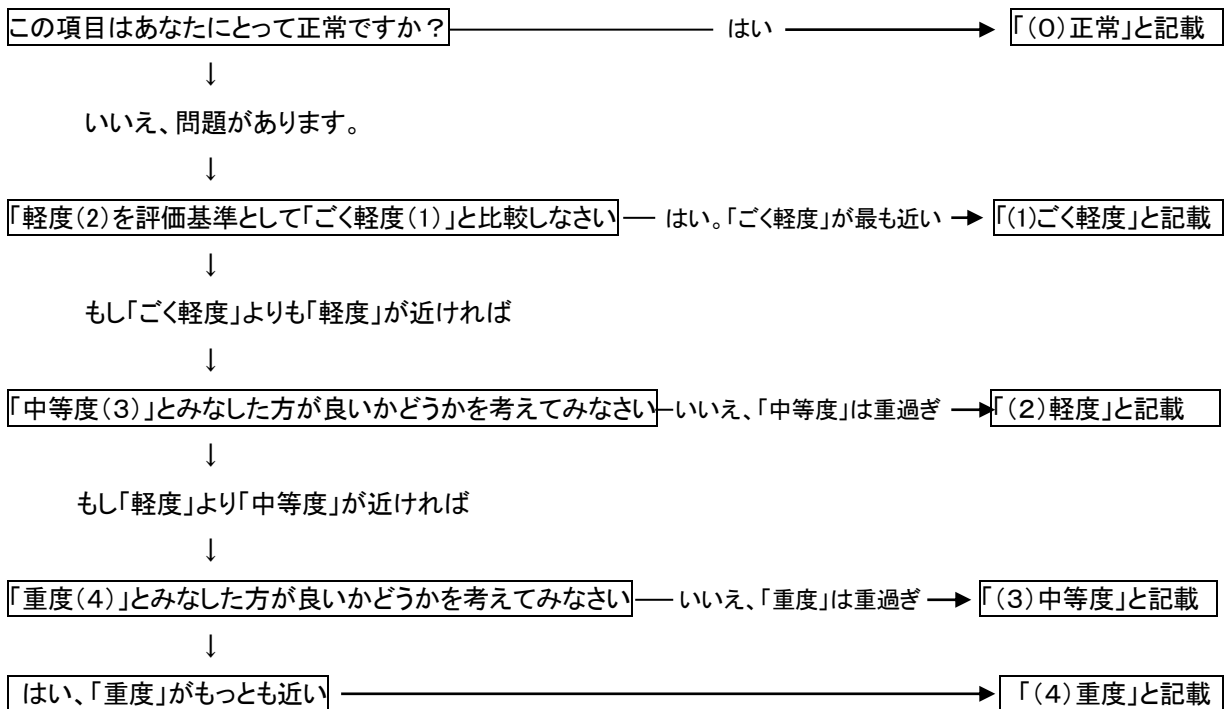 この項目はあなたにとって正常ですか？ はい 「(0)正常」と記載
↓
いいえ、問題があります。
↓
「軽度(2)を評価基準として「ごく軽度(1)」と比較しなさい はい。「ごく軽度」が最も近い 「(1)ごく軽度」と記載
↓
もし「ごく軽度」よりも「軽度」が近ければ
↓
「中等度(3)」とみなした方が良いかどうかを考えてみなさい いいえ、「中等度」は重過ぎ 「(2)軽度」と記載
↓
もし「軽度」より「中等度」が近ければ
↓
「重度(4)」とみなした方が良いかどうかを考えてみなさい いいえ、「重度」は重過ぎ 「(3)中等度」と記載
↓
はい、「重度」がもっとも近い 「(4)重度」と記載